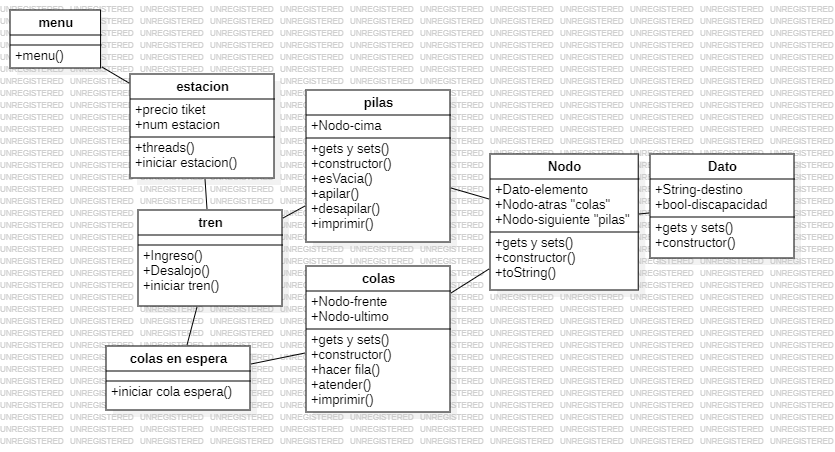 menu
+menu()
estacion
+precio tiket
+num estacion
+threads()
+iniciar estacion()
tren
+Ingreso()
+Desalojo()
+iniciar tren()
colas en espera
+iniciar cola espera()
pilas
+Nodo-cima
+gets y sets()
+constructor()
+esVacia()
+apilar()
+desapilar()
+imprimir()
colas
+Nodo-frente
+Nodo-ultimo
+gets y sets()
+constructor()
+hacer fila()
+atender()
+imprimir()
Nodo
+Dato-elemento
+Nodo-atras "colas"
+Nodo-siguiente "pilas"
+gets y sets()
+constructor()
+toString()
Dato
+String-destino
+bool-discapacidad
+gets y sets()
+constructor()
UNREGISTERED